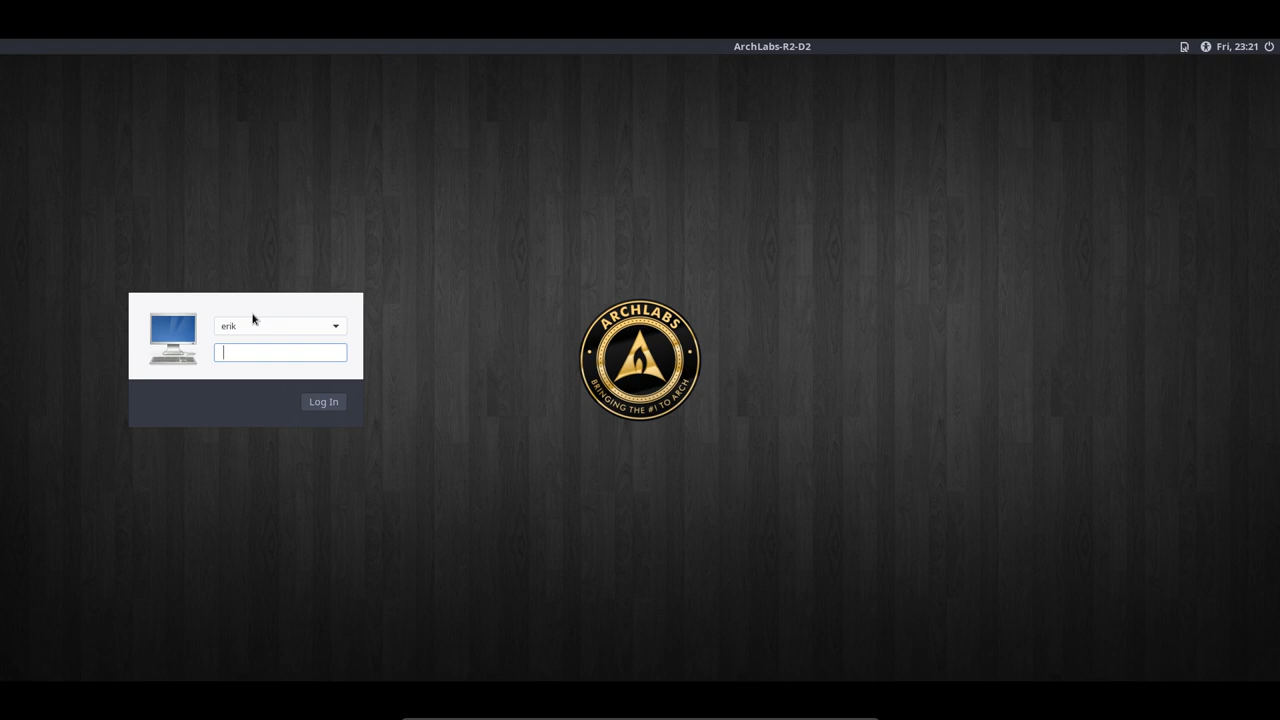 ArchLabs-R2-D2
Fri, 23:21
erik
Log In
ARCHLABS
BRINGING THE #1 TO ARCH